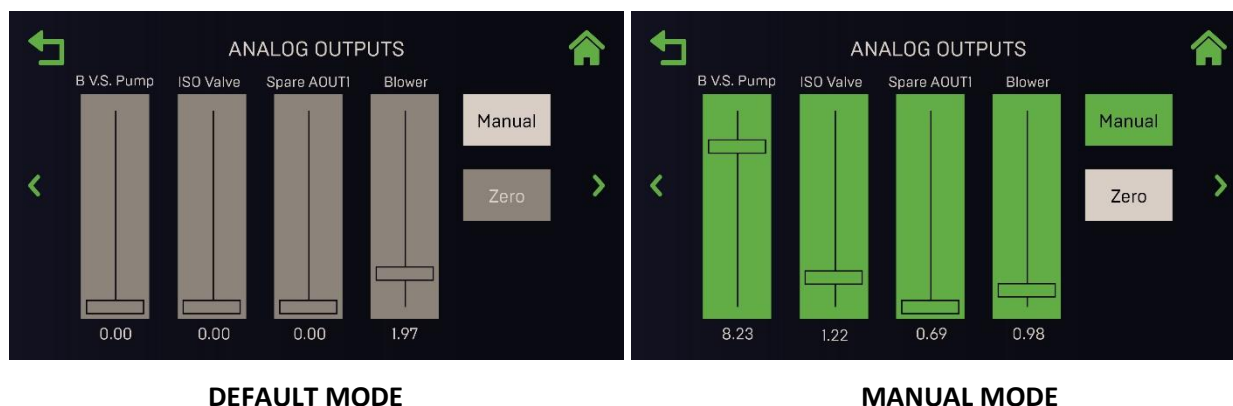 ANALOG OUTPUTS
B V.S. Pump ISO Valve Spare AOUT1 Blower
Manual
Zero
0.00 0.00 0.00 1.97
ANALOG OUTPUTS
B V.S. Pump ISO Valve Spare AOUT1 Blower
Manual
Zero
8.23 1.22 0.69 0.98
DEFAULT MODE
MANUAL MODE